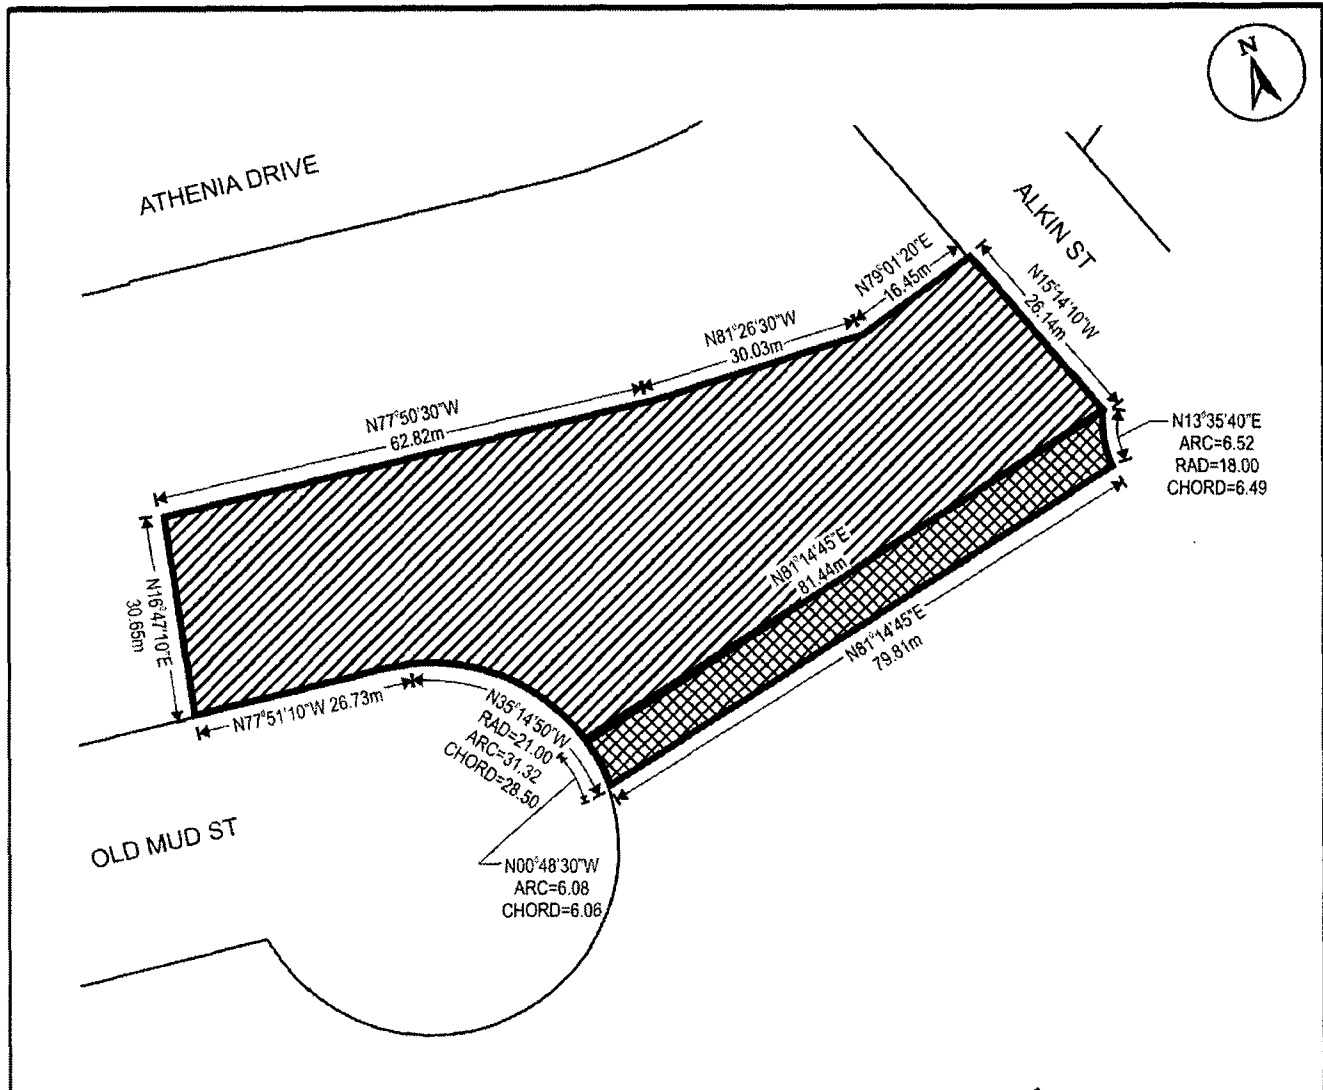 N
ATHENIA DRIVE
ALKIN ST
N79°01'20"E
16.45m
N15°14'10"W
26.14m
N81°26'30"W
30.03m
N77°50'30"W
62.82m
N13°35'40"E
ARC=6.52
RAD=18.00
CHORD=6.49
N16°47'10"E
30.65m
N81°14'45"E
81.44m
N81°14'45"E
79.81m
N77°51'10"W 26.73m
N35°14'50"W
RAD=21.00
ARC=31.32
CHORD=28.50
OLD MUD ST
N00°48'30"W
ARC=6.08
CHORD=6.06